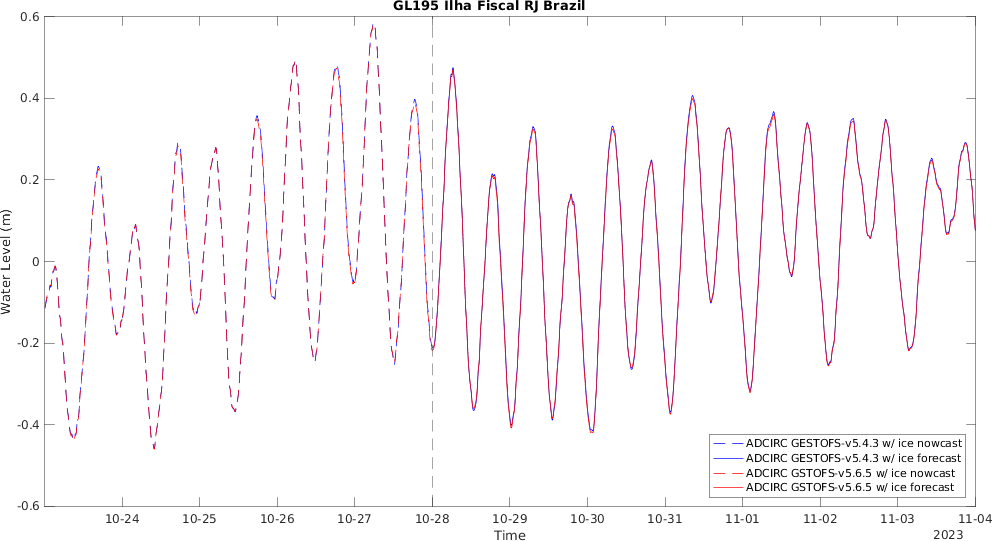 GL195 Ilha Fiscal RJ Brazil
0.6
0.4
0.2
0
-0.2
-0.4
-0.6
Water Level (m)
ADCIRC GESTOFS-v5.4.3 w/ ice nowcast
ADCIRC GESTOFS-v5.4.3 w/ ice forecast
ADCIRC GSTOFS-v5.6.5 w/ ice nowcast
ADCIRC GSTOFS-v5.6.5 w/ ice forecast
10-24 10-25 10-26 10-27 10-28 10-29 10-30 10-31 11-01 11-02 11-03 11-04
Time
2023